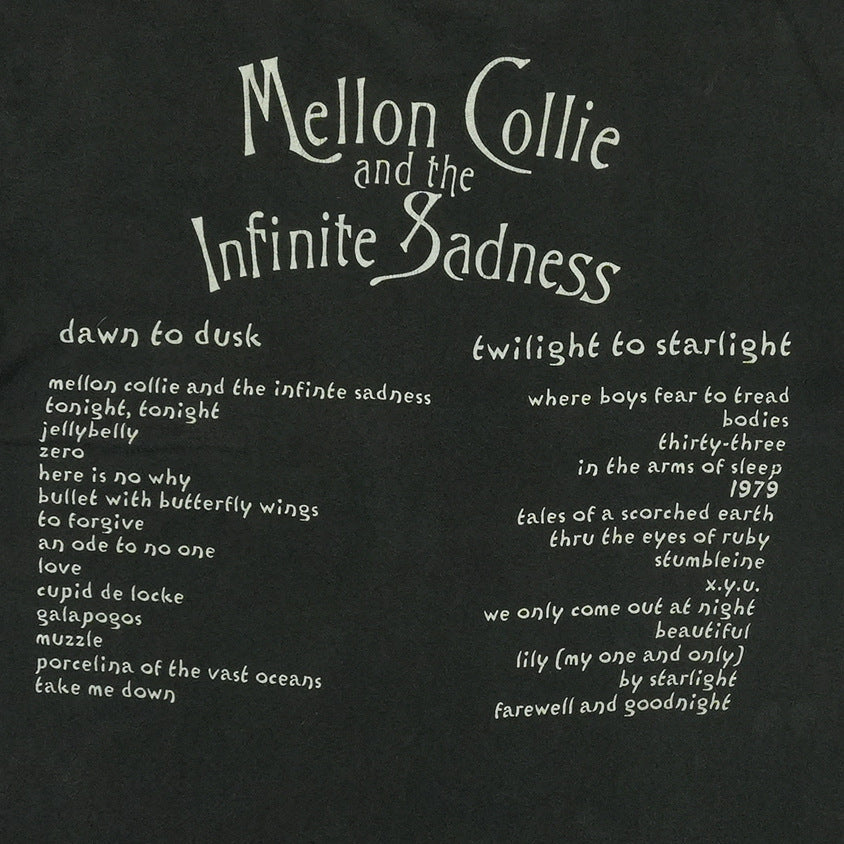 Mellon Collie
and the
Infinite Sadness
dawn to dusk
mellon collie and the infinte sadness
tonight, tonight
jellybelly
zero
here is no why
bullet with butterfly wings
to forgive
an ode to no one
love
cupid de locke
galapogos
muzzle
porcelina of the vast oceans
take me down
twilight to starlight
where boys fear to tread
bodies
thirty-three
in the arms of sleep
1979
tales of a scorched earth
thru the eyes of ruby
stumbleine
x.y.u.
we only come out at night
beautiful
lily (my one and only)
by starlight
farewell and goodnight